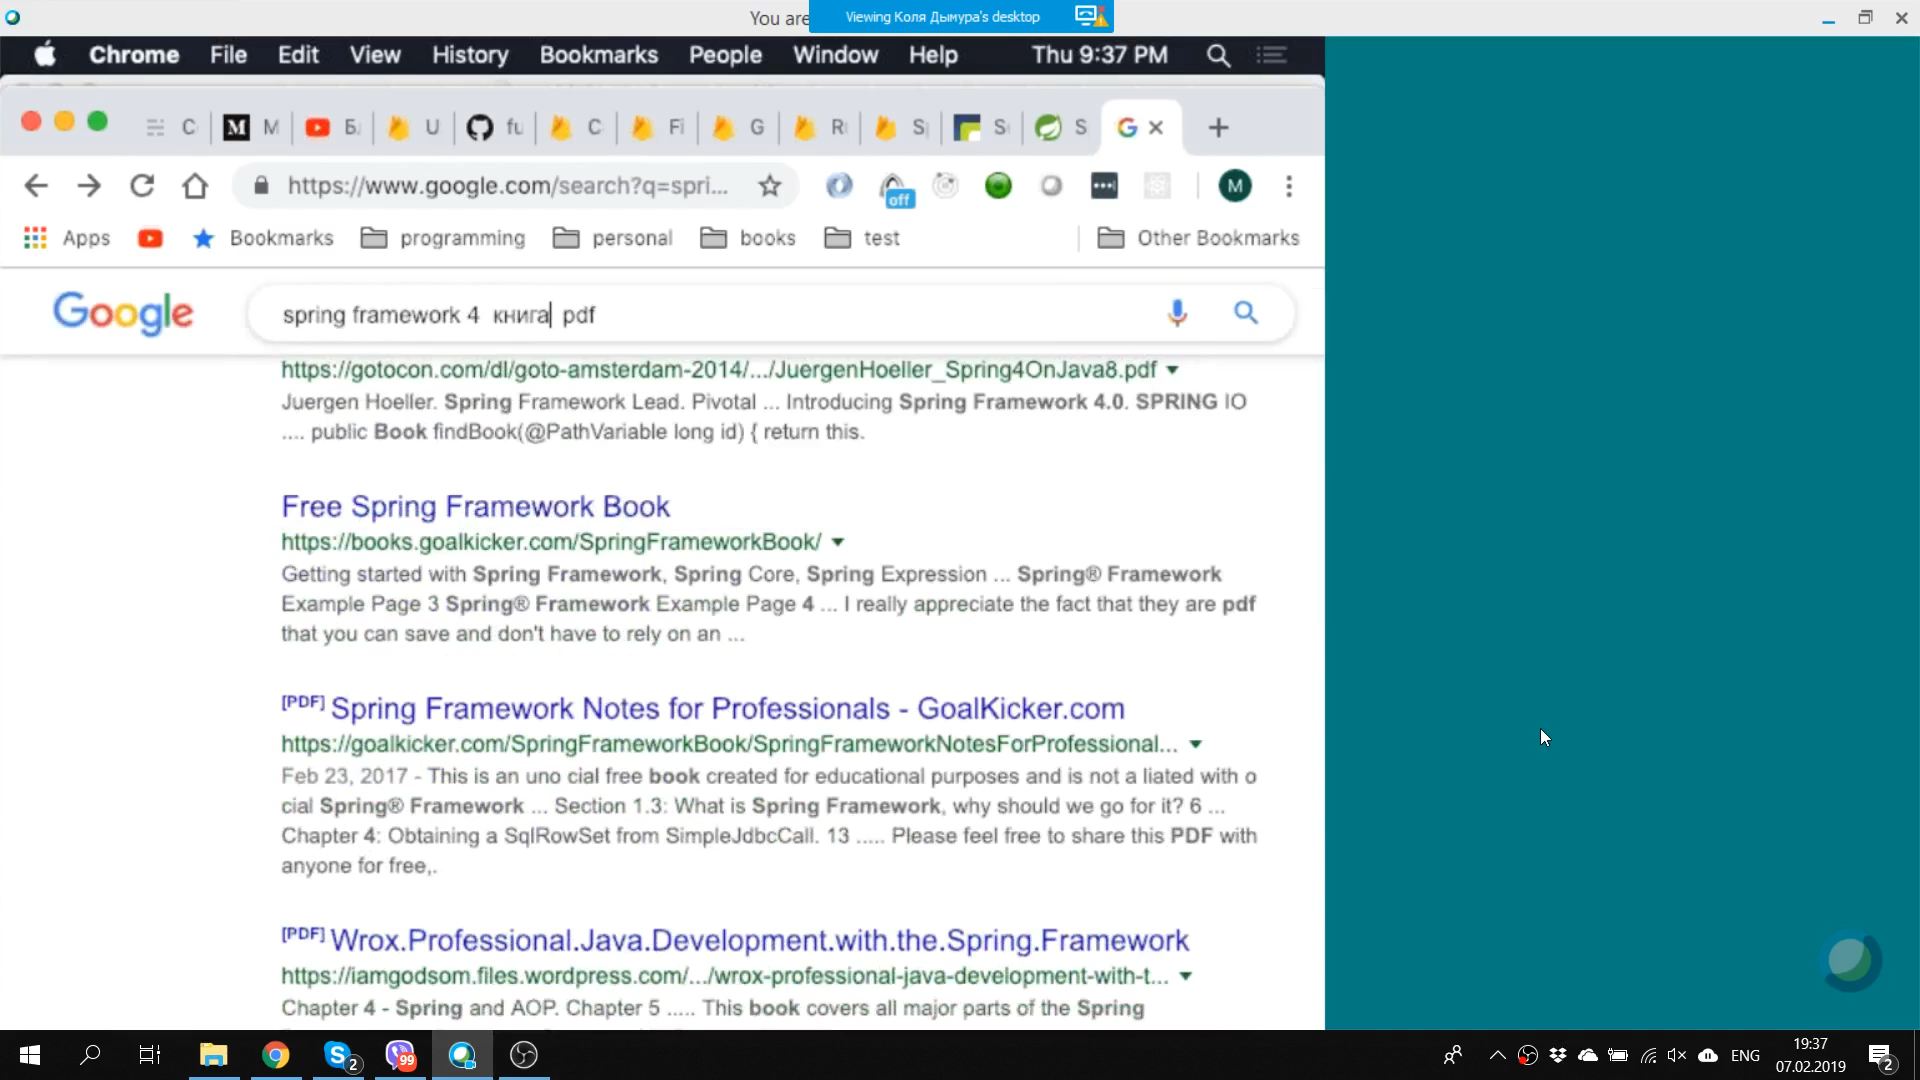 You are
Viewing Коля Дымура's desktop
Chrome File Edit View History Bookmarks People Window Help Thu 9:37 PM
C M Б U fu C Fi G R S S S
https://www.google.com/search?q=spri...
off
M
Apps Bookmarks programming personal books test Other Bookmarks
Google
spring framework 4 книга pdf
https://gotocon.com/dl/goto-amsterdam-2014/.../JuergenHoeller_Spring4OnJava8.pdf
Juergen Hoeller. Spring Framework Lead. Pivotal ... Introducing Spring Framework 4.0. SPRING IO
.... public Book findBook(@PathVariable long id) { return this.
Free Spring Framework Book
https://books.goalkicker.com/SpringFrameworkBook/
Getting started with Spring Framework, Spring Core, Spring Expression ... Spring® Framework
Example Page 3 Spring® Framework Example Page 4 ... I really appreciate the fact that they are pdf
that you can save and don't have to rely on an ...
[PDF] Spring Framework Notes for Professionals - GoalKicker.com
https://goalkicker.com/SpringFrameworkBook/SpringFrameworkNotesForProfessional...
Feb 23, 2017 - This is an uno cial free book created for educational purposes and is not a liated with o
cial Spring® Framework ... Section 1.3: What is Spring Framework, why should we go for it? 6 ...
Chapter 4: Obtaining a SqlRowSet from SimpleJdbcCall. 13 ..... Please feel free to share this PDF with
anyone for free,.
[PDF] Wrox.Professional.Java.Development.with.the.Spring.Framework
https://iamgodsom.files.wordpress.com/.../wrox-professional-java-development-with-t...
Chapter 4 - Spring and AOP. Chapter 5 ..... This book covers all major parts of the Spring
2
99
ENG
19:37
07.02.2019
2